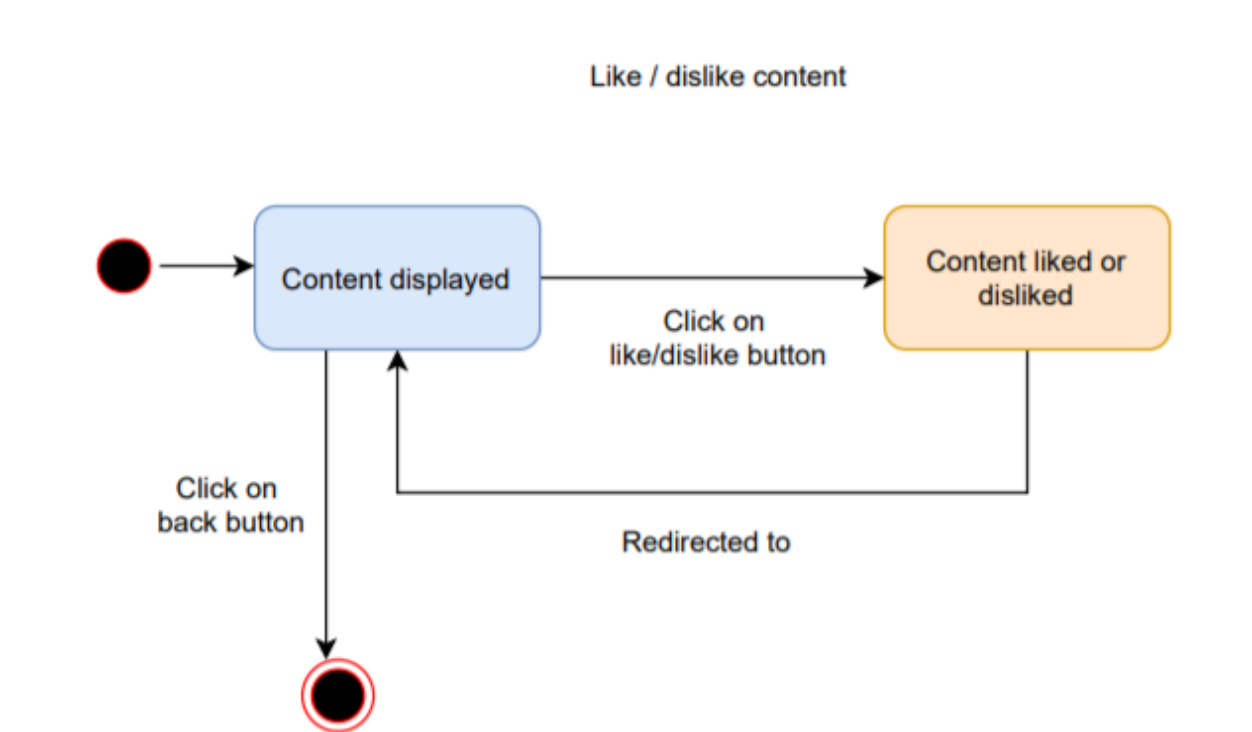 Like / dislike content
Content displayed
Content liked or
disliked
Click on
like/dislike button
Click on
back button
Redirected to